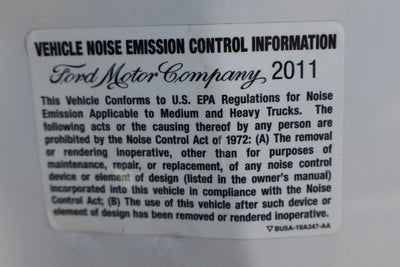 VEHICLE NOISE EMISSION CONTROL INFORMATION
Ford Motor Company, 2011
This Vehicle Conforms to U.S. EPA Regulations for Noise
Emission Applicable to Medium and Heavy Trucks. The
following acts or the causing thereof by any person are
prohibited by the Noise Control Act of 1972: (A) The removal
or rendering inoperative, other than for purposes of
maintenance, repair, or replacement, of any noise control
device or element of design (listed in the owner's manual)
incorporated into this vehicle in compliance with the Noise
Control Act; (B) The use of this vehicle after such device or
element of design has been removed or rendered inoperative.
▽ BU5A-19A347-AA